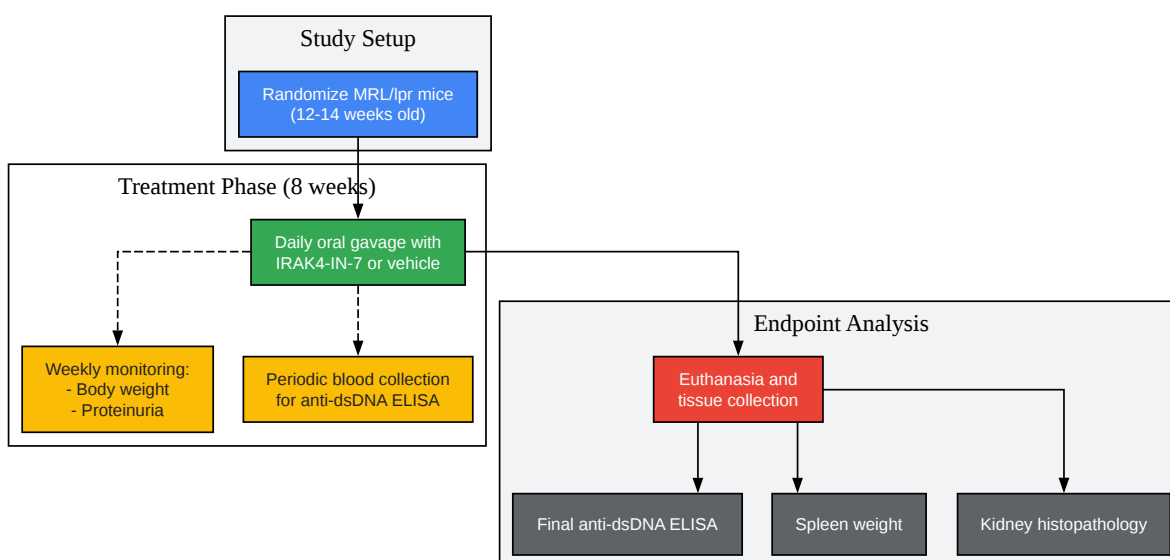 Study Setup
Randomize MRL/lpr mice
(12-14 weeks old)
Treatment Phase (8 weeks)
Daily oral gavage with
IRAK4-IN-7 or vehicle
Weekly monitoring:
- Body weight
- Proteinuria
Periodic blood collection
for anti-dsDNA ELISA
Endpoint Analysis
Euthanasia and
tissue collection
Final anti-dsDNA ELISA
Spleen weight
Kidney histopathology